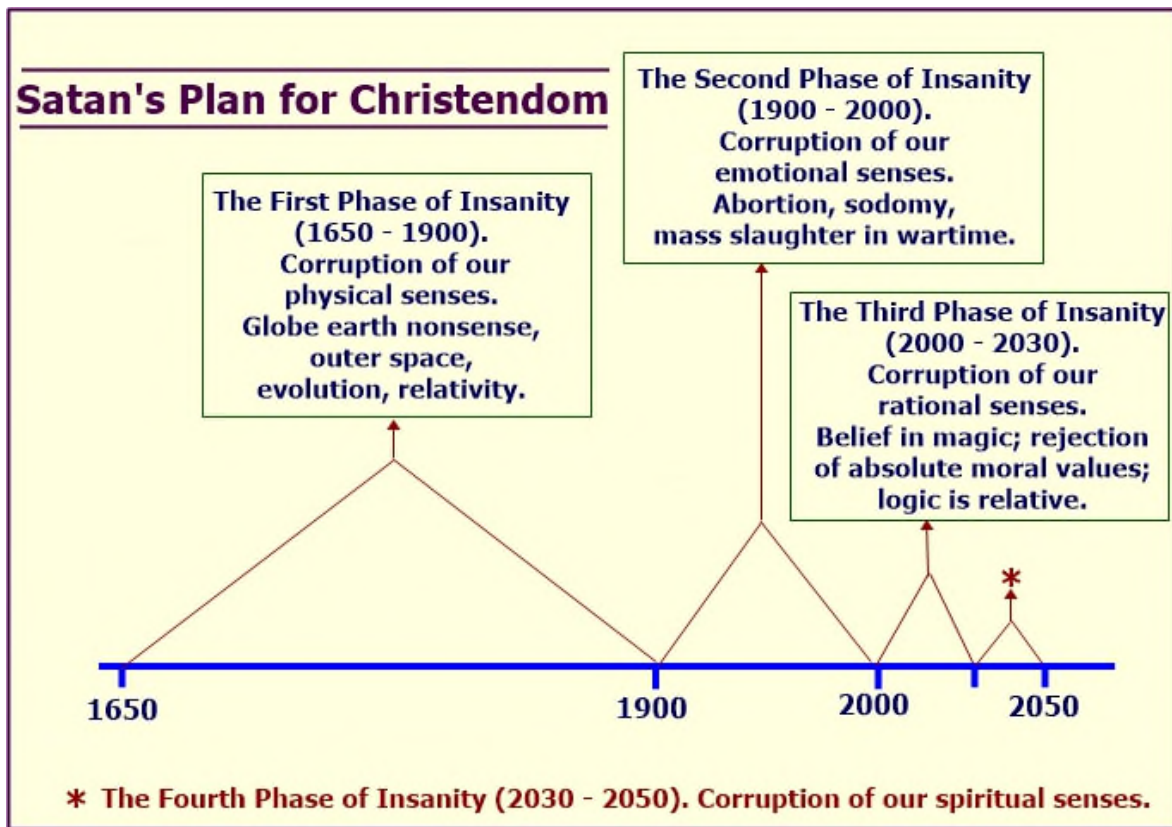 Satan's Plan for Christendom
The First Phase of Insanity
(1650 - 1900).
Corruption of our
physical senses.
Globe earth nonsense,
outer space,
evolution, relativity.
The Second Phase of Insanity
(1900 - 2000).
Corruption of our
emotional senses.
Abortion, sodomy,
mass slaughter in wartime.
The Third Phase of Insanity
(2000 - 2030).
Corruption of our
rational senses.
Belief in magic; rejection
of absolute moral values;
logic is relative.
*
1650
1900
2000
2050
* The Fourth Phase of Insanity (2030 - 2050). Corruption of our spiritual senses.